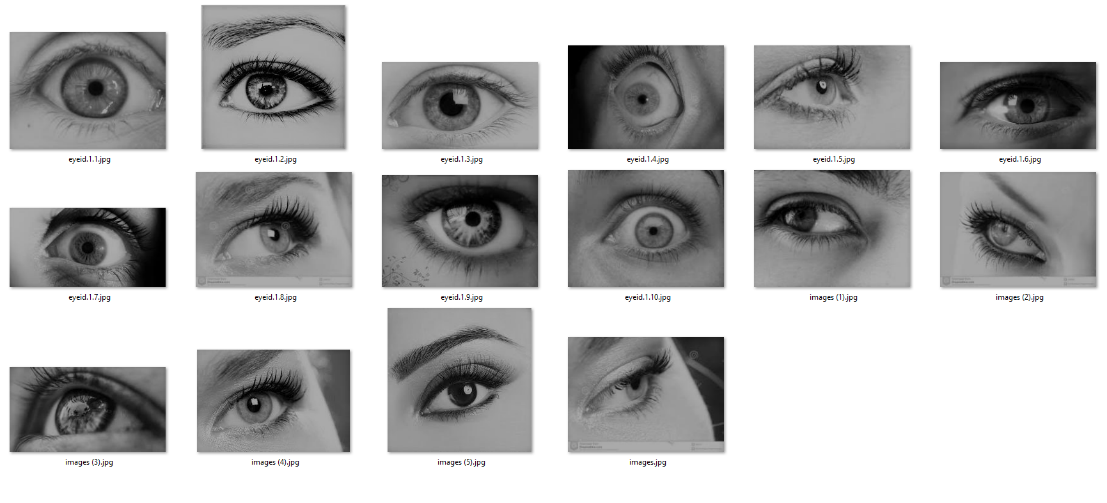 eyeid.1.1.jpg
eyeid.1.2.jpg
eyeid.1.3.jpg
eyeid.1.4.jpg
eyeid.1.5.jpg
eyeid.1.6.jpg
eyeid.1.7.jpg
eyeid.1.8.jpg
eyeid.1.9.jpg
eyeid.1.10.jpg
images (1).jpg
images (2).jpg
images (3).jpg
images (4).jpg
images (5).jpg
images.jpg